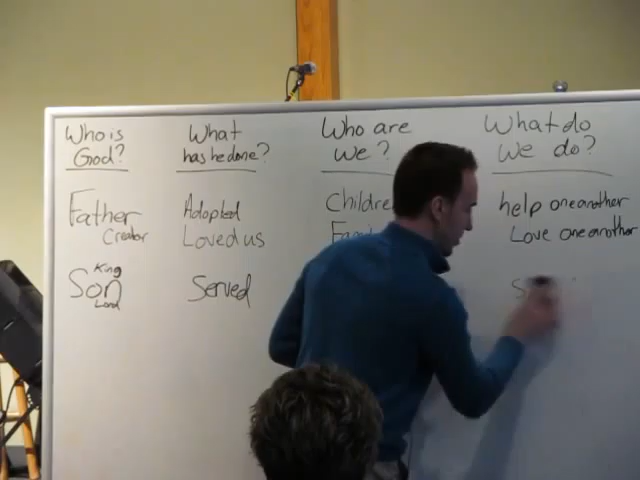 Who is God?
What has he done?
Who are We?
What do We do?
Father
Creator
Adopted
Loved us
Childre
Fam
help one another
Love one another
King
Son
Lord
Served
S